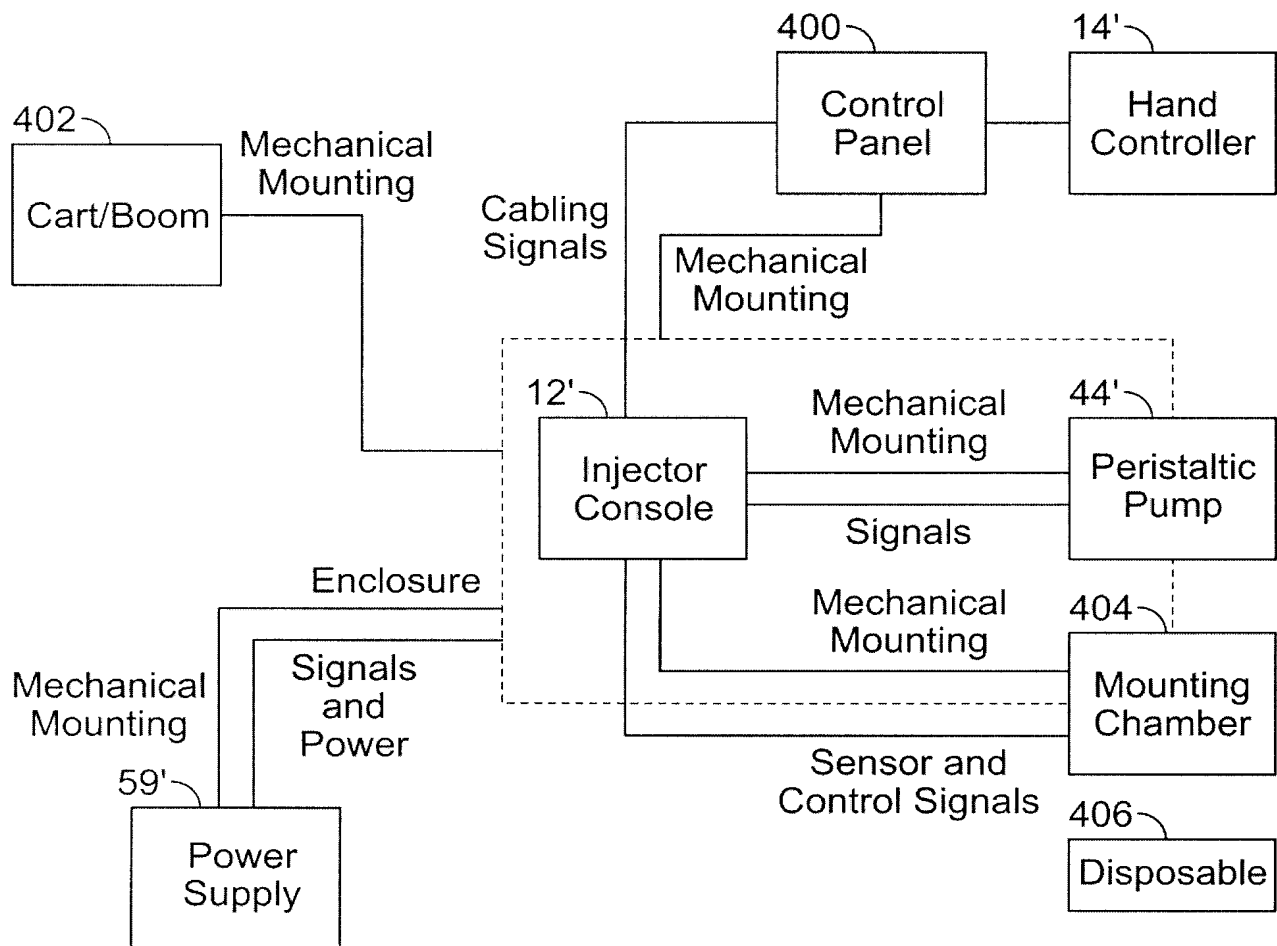 400
14'
Control
Panel
Hand
Controller
402
Cart/Boom
Mechanical
Mounting
Cabling
Signals
Mechanical
Mounting
12'
Injector
Console
Mechanical
Mounting
Signals
44'
Peristaltic
Pump
Enclosure
Mechanical
Mounting
404
Mounting
Chamber
Mechanical
Mounting
Signals
and
Power
Sensor and
Control Signals
59'
Power
Supply
406
Disposable